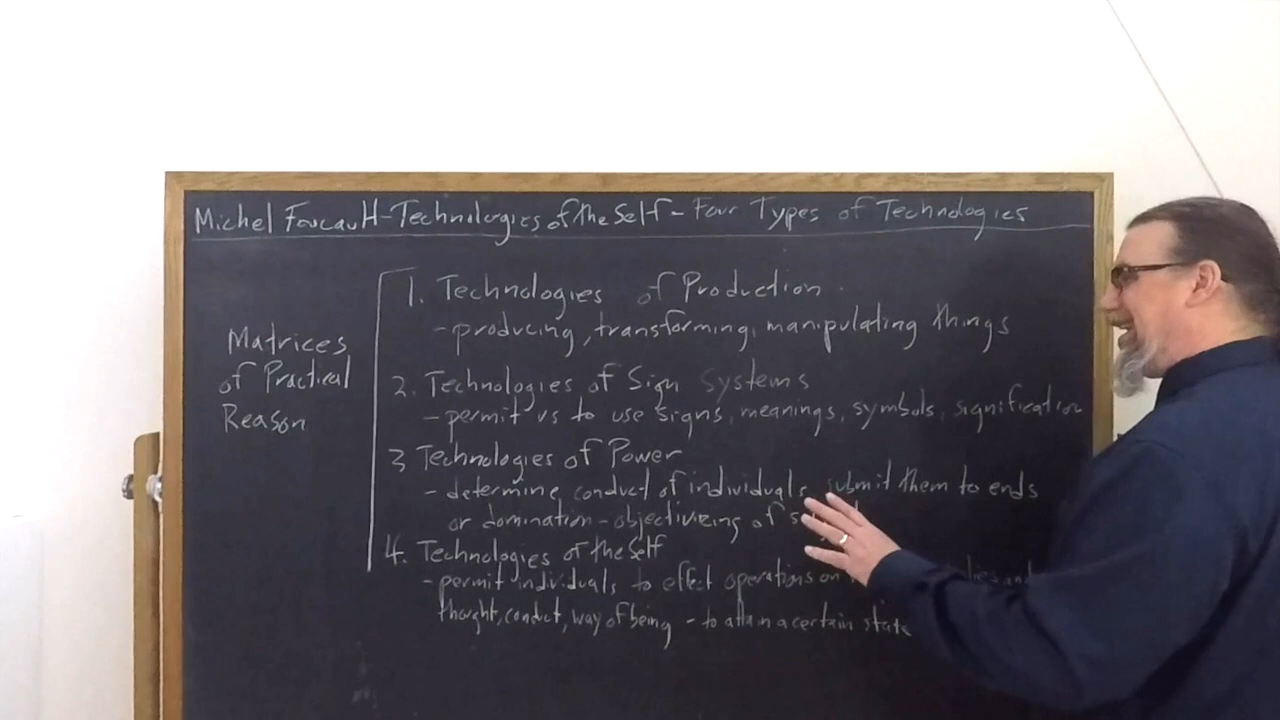 Michel Foucault-Technologies of the Self - Four Types of Technologies
Matrices
of Practical
Reason
1. Technologies of Production
-producing, transforming, manipulating things
2. Technologies of Sign Systems
-permit us to use signs, meanings, symbols, signification
3 Technologies of Power
- determine conduct of individuals, submit them to ends
or domination - objectivizing of
4. Technologies of the Self
-permit individuals to effect operations on
thought, conduct, way of being - to attain a certain state